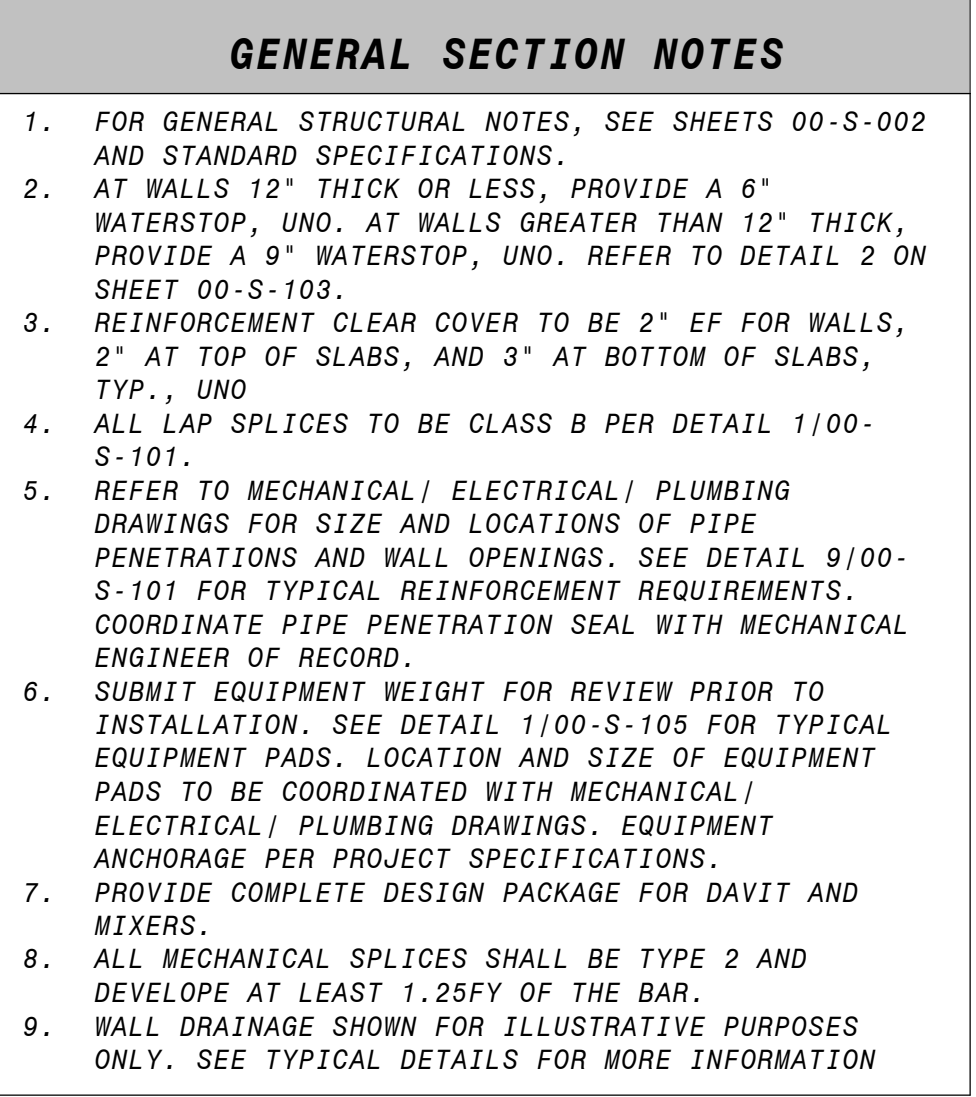 GENERAL SECTION NOTES
1. FOR GENERAL STRUCTURAL NOTES, SEE SHEETS 00-S-002
AND STANDARD SPECIFICATIONS.
2. AT WALLS 12" THICK OR LESS, PROVIDE A 6"
WATERSTOP, UNO. AT WALLS GREATER THAN 12" THICK,
PROVIDE A 9" WATERSTOP, UNO. REFER TO DETAIL 2 ON
SHEET 00-S-103.
3. REINFORCEMENT CLEAR COVER TO BE 2" EF FOR WALLS,
2" AT TOP OF SLABS, AND 3" AT BOTTOM OF SLABS,
TYP., UNO
4. ALL LAP SPLICES TO BE CLASS B PER DETAIL 1/00-
S-101.
5. REFER TO MECHANICAL/ ELECTRICAL/ PLUMBING
DRAWINGS FOR SIZE AND LOCATIONS OF PIPE
PENETRATIONS AND WALL OPENINGS. SEE DETAIL 9/00-
S-101 FOR TYPICAL REINFORCEMENT REQUIREMENTS.
COORDINATE PIPE PENETRATION SEAL WITH MECHANICAL
ENGINEER OF RECORD.
6. SUBMIT EQUIPMENT WEIGHT FOR REVIEW PRIOR TO
INSTALLATION. SEE DETAIL 1/00-S-105 FOR TYPICAL
EQUIPMENT PADS. LOCATION AND SIZE OF EQUIPMENT
PADS TO BE COORDINATED WITH MECHANICAL/
ELECTRICAL/ PLUMBING DRAWINGS. EQUIPMENT
ANCHORAGE PER PROJECT SPECIFICATIONS.
7. PROVIDE COMPLETE DESIGN PACKAGE FOR DAVIT AND
MIXERS.
8. ALL MECHANICAL SPLICES SHALL BE TYPE 2 AND
DEVELOPE AT LEAST 1.25FY OF THE BAR.
9. WALL DRAINAGE SHOWN FOR ILLUSTRATIVE PURPOSES
ONLY. SEE TYPICAL DETAILS FOR MORE INFORMATION